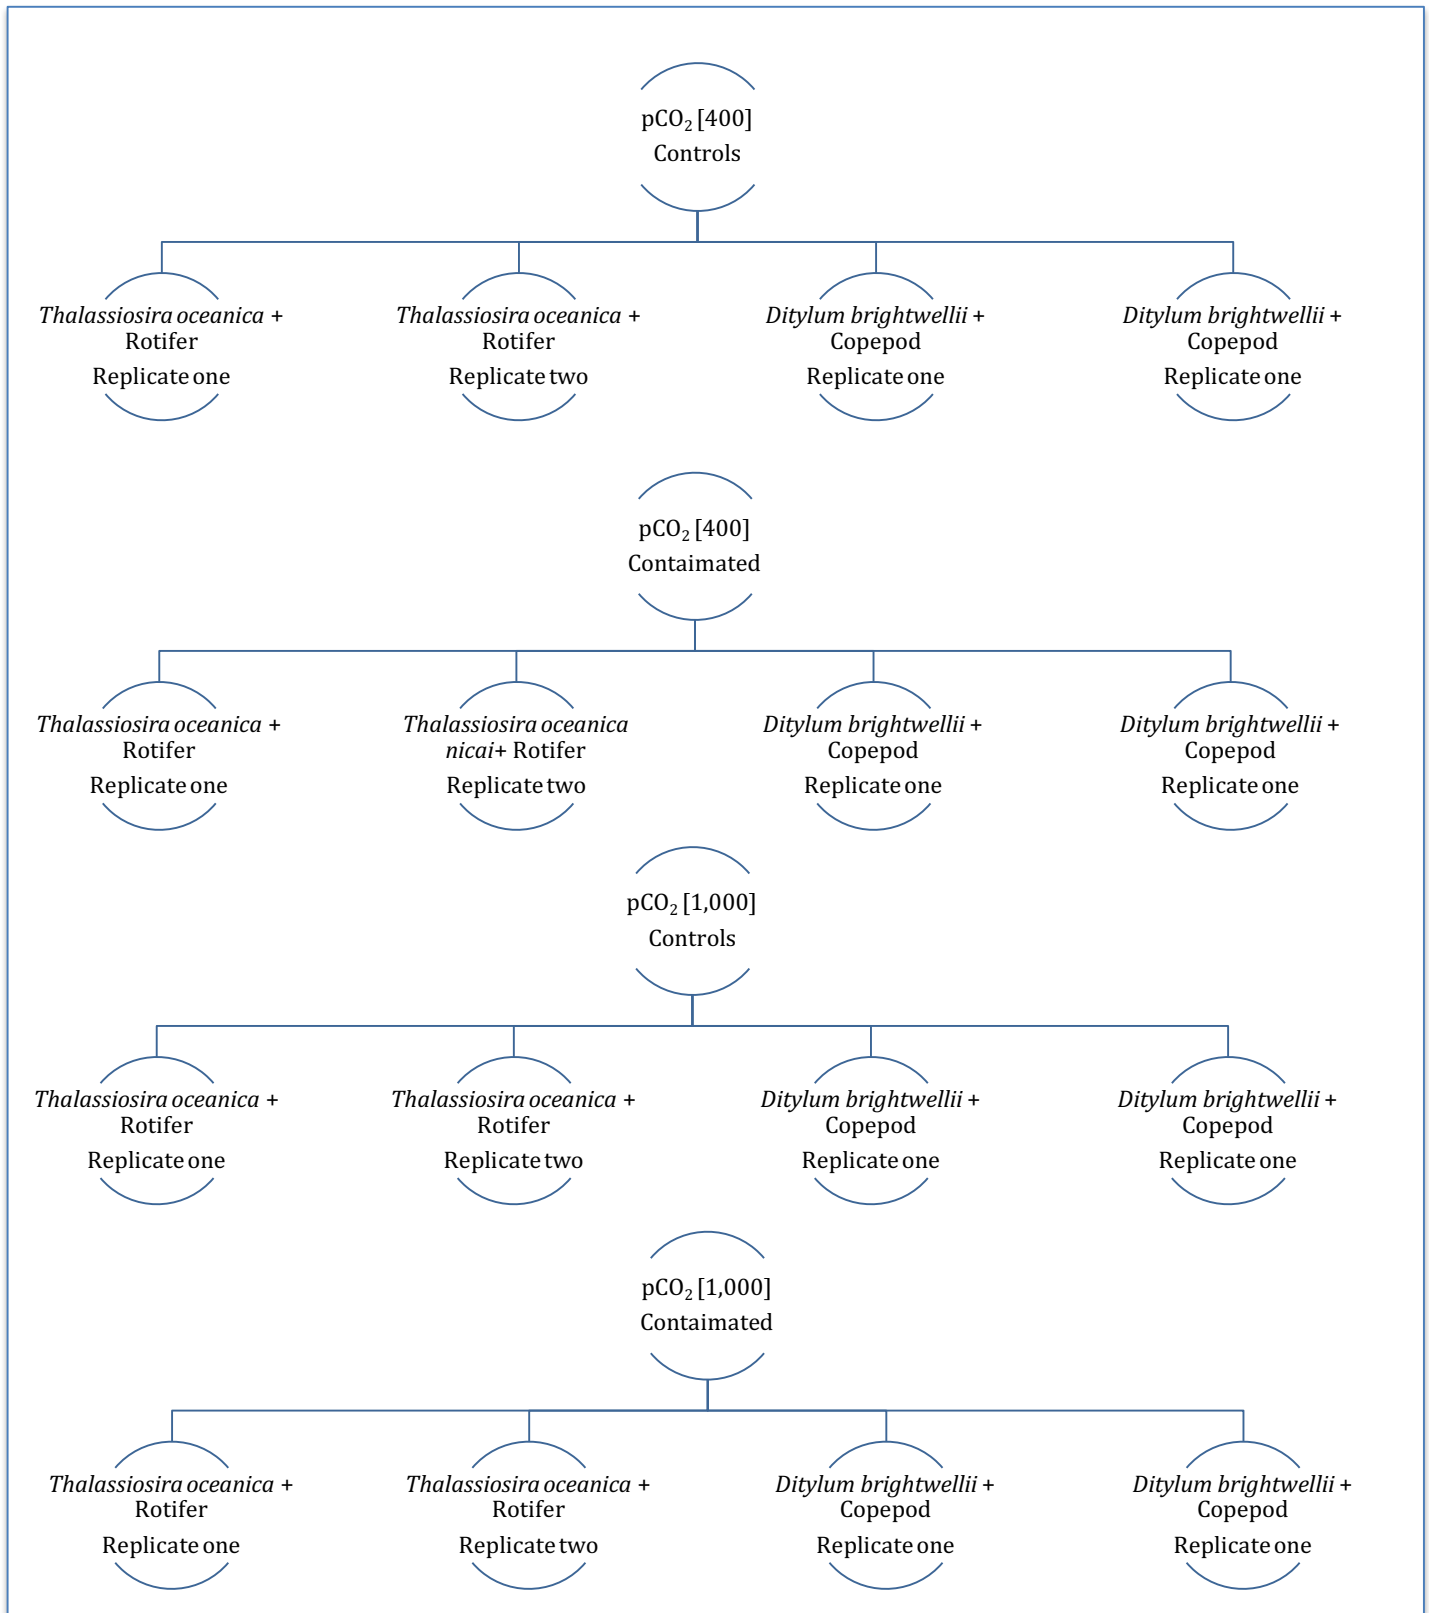 pCO₂ [400]
Controls
Thalassiosira oceanica +
Rotifer
Replicate one
Thalassiosira oceanica +
Rotifer
Replicate two
Ditylum brightwellii +
Copepod
Replicate one
Ditylum brightwellii +
Copepod
Replicate one
pCO₂ [400]
Contaimated
Thalassiosira oceanica +
Rotifer
Replicate one
Thalassiosira oceanica
nicai+ Rotifer
Replicate two
Ditylum brightwellii +
Copepod
Replicate one
Ditylum brightwellii +
Copepod
Replicate one
pCO₂ [1,000]
Controls
Thalassiosira oceanica +
Rotifer
Replicate one
Thalassiosira oceanica +
Rotifer
Replicate two
Ditylum brightwellii +
Copepod
Replicate one
Ditylum brightwellii +
Copepod
Replicate one
pCO₂ [1,000]
Contaimated
Thalassiosira oceanica +
Rotifer
Replicate one
Thalassiosira oceanica +
Rotifer
Replicate two
Ditylum brightwellii +
Copepod
Replicate one
Ditylum brightwellii +
Copepod
Replicate one